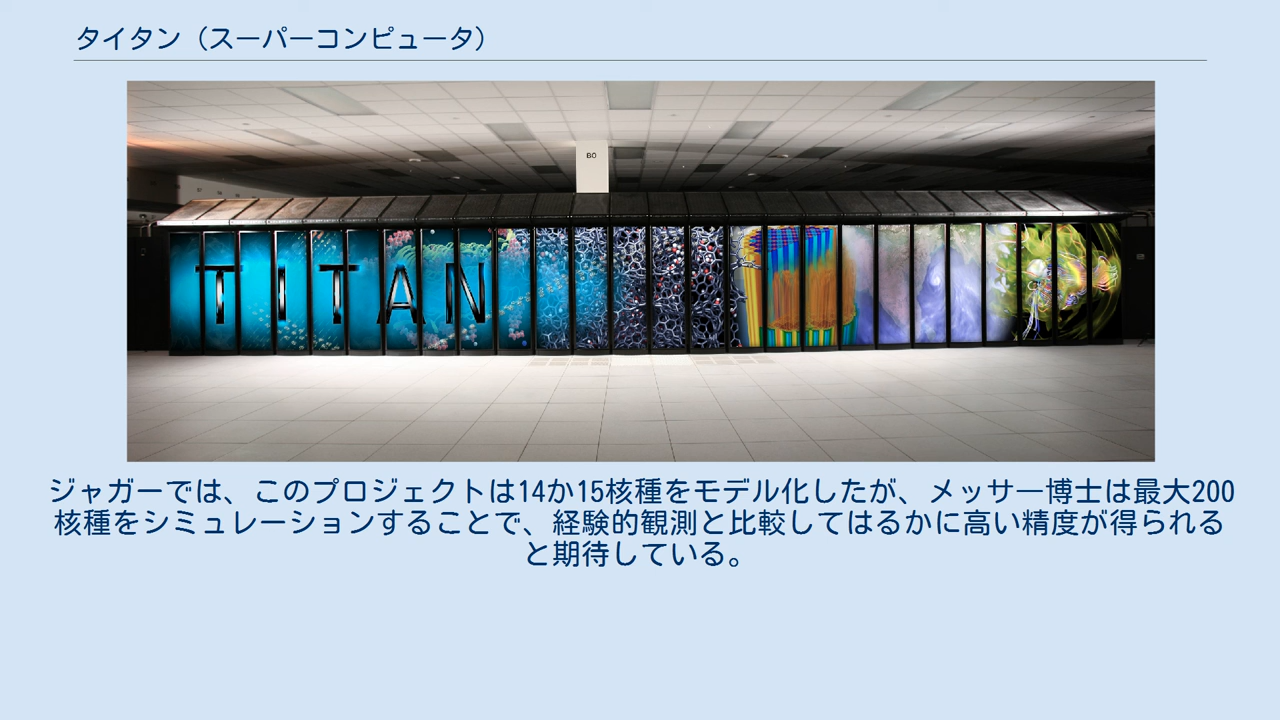 タイタン（スーパーコンピュータ）
BO
TITAN
ジャガーでは、このプロジェクトは14か15核種をモデル化したが、メッサー博士は最大200
核種をシミュレーションすることで、経験的観測と比較してはるかに高い精度が得られる
と期待している。